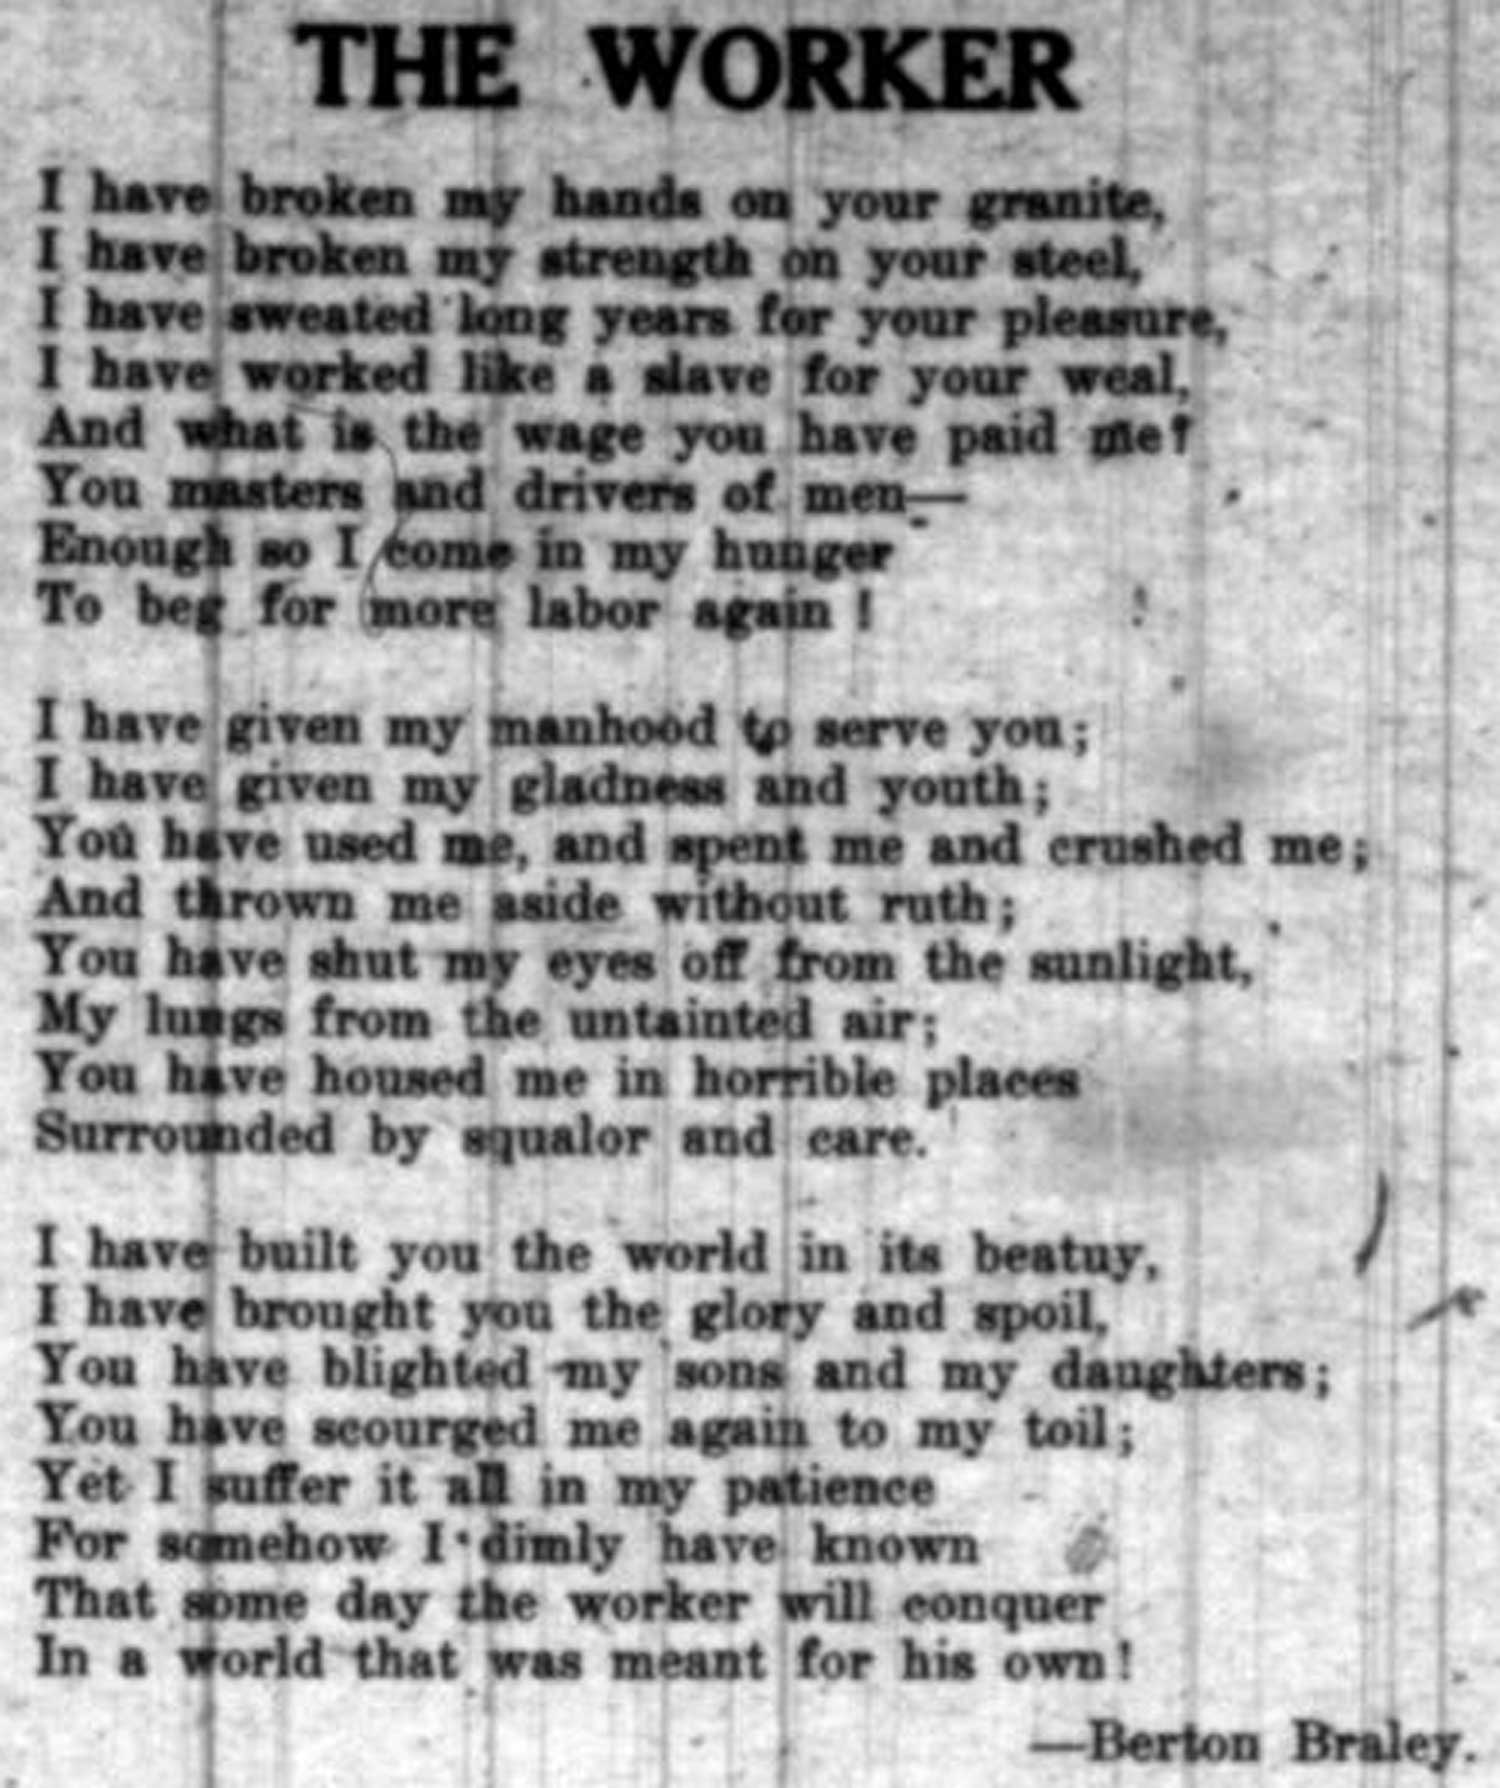 THE WORKER
I have broken my hands on your granite,
I have broken my strength on your steel,
I have sweated long years for your pleasure,
I have worked like a slave for your weal,
And what is the wage you have paid me?
You masters and drivers of men—
Enough so I come in my hunger
To beg for more labor again!
I have given my manhood to serve you;
I have given my gladness and youth;
You have used me, and spent me and crushed me;
And thrown me aside without ruth;
You have shut my eyes off from the sunlight,
My lungs from the untainted air;
You have housed me in horrible places
Surrounded by squalor and care.
I have built you the world in its beatuy,
I have brought you the glory and spoil,
You have blighted my sons and my daughters;
You have scourged me again to my toil;
Yet I suffer it all in my patience
For somehow I dimly have known
That some day the worker will conquer
In a world that was meant for his own!
—Berton Braley.